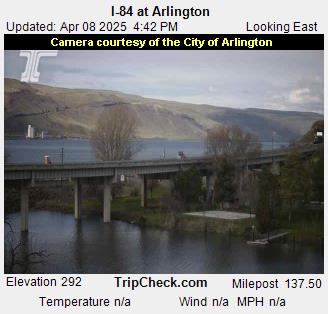 I-84 at Arlington
Updated: Apr 08 2025 4:42 PM Looking East
Camera courtesy of the City of Arlington
Elevation 292 TripCheck.com Milepost 137.50
Temperature n/a Wind n/a MPH n/a